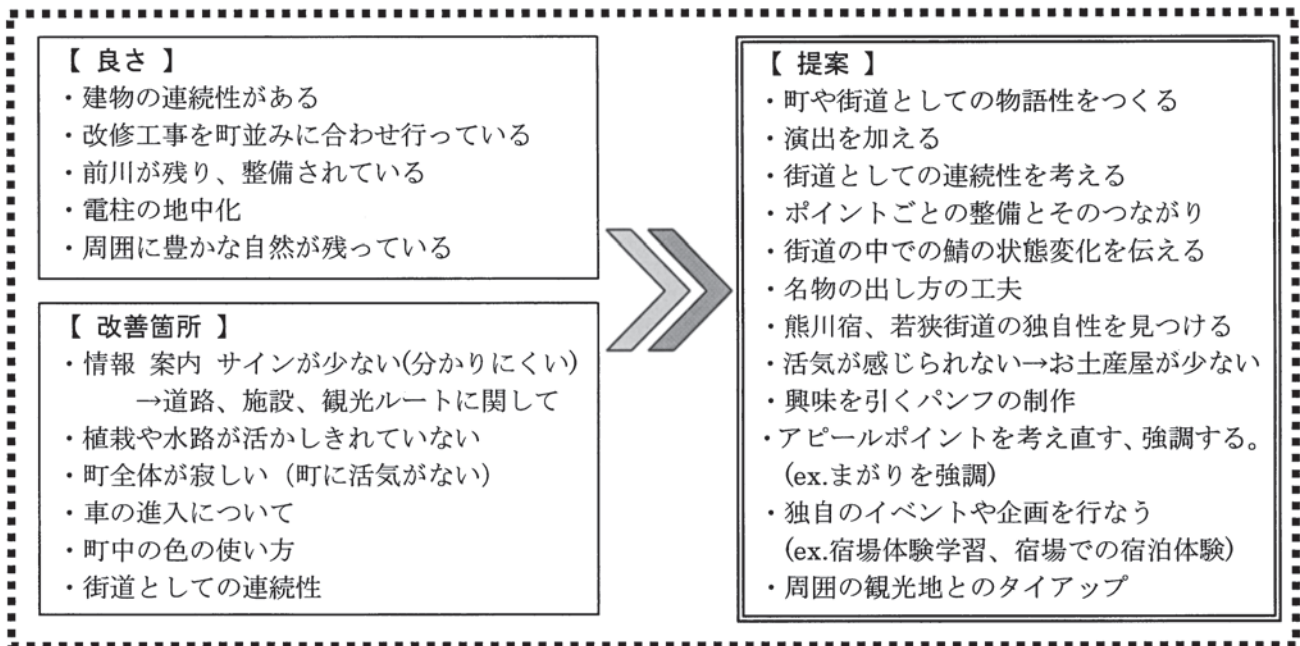 【 良さ 】
・建物の連続性がある
・改修工事を町並みに合わせ行っている
・前川が残り、整備されている
・電柱の地中化
・周囲に豊かな自然が残っている
【 改善箇所 】
・情報 案内 サインが少ない(分かりにくい)
→道路、施設、観光ルートに関して
・植栽や水路が活かしきれていない
・町全体が寂しい（町に活気がない）
・車の進入について
・町中の色の使い方
・街道としての連続性
【 提案 】
・町や街道としての物語性をつくる
・演出を加える
・街道としての連続性を考える
・ポイントごとの整備とそのつながり
・街道の中での鯖の状態変化を伝える
・名物の出し方の工夫
・熊川宿、若狭街道の独自性を見つける
・活気が感じられない→お土産屋が少ない
・興味を引くパンフの制作
・アピールポイントを考え直す、強調する。
(ex.まがりを強調)
・独自のイベントや企画を行なう
(ex.宿場体験学習、宿場での宿泊体験)
・周囲の観光地とのタイアップ